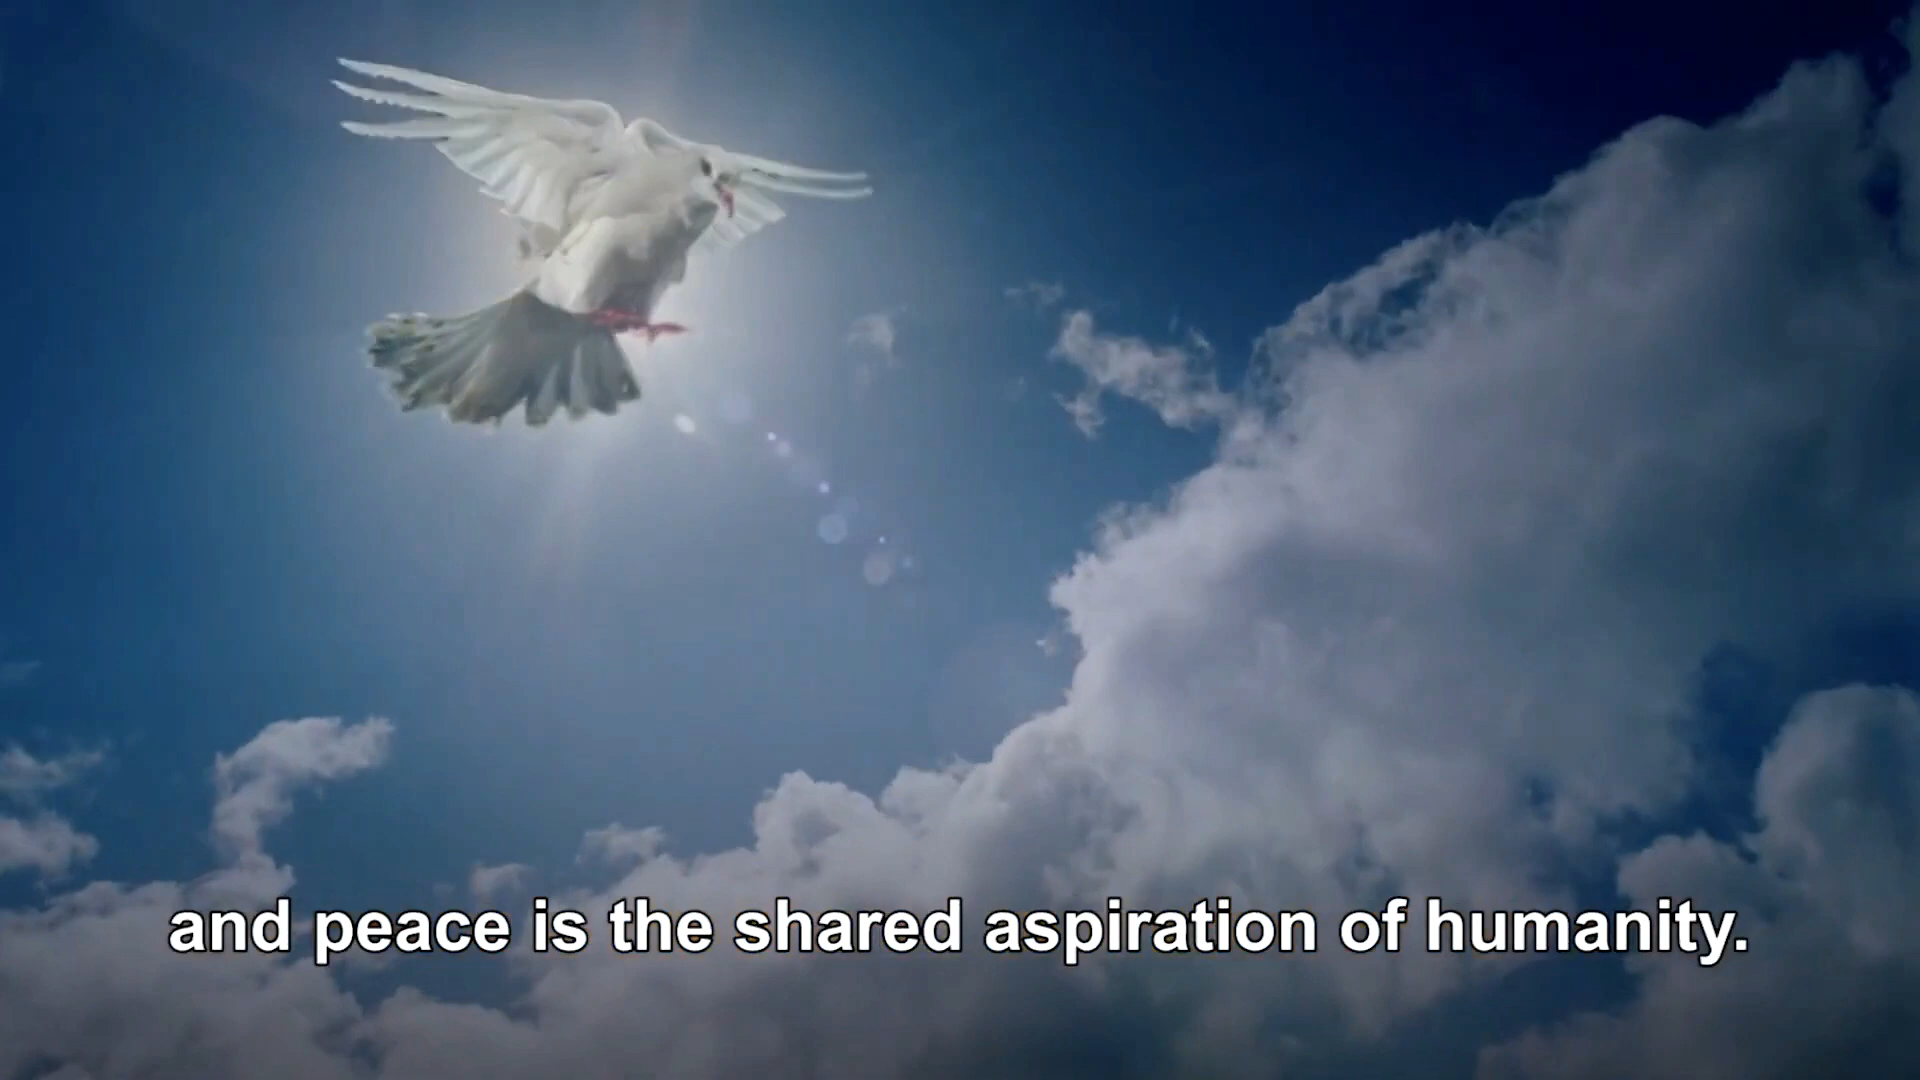 and peace is the shared aspiration of humanity.